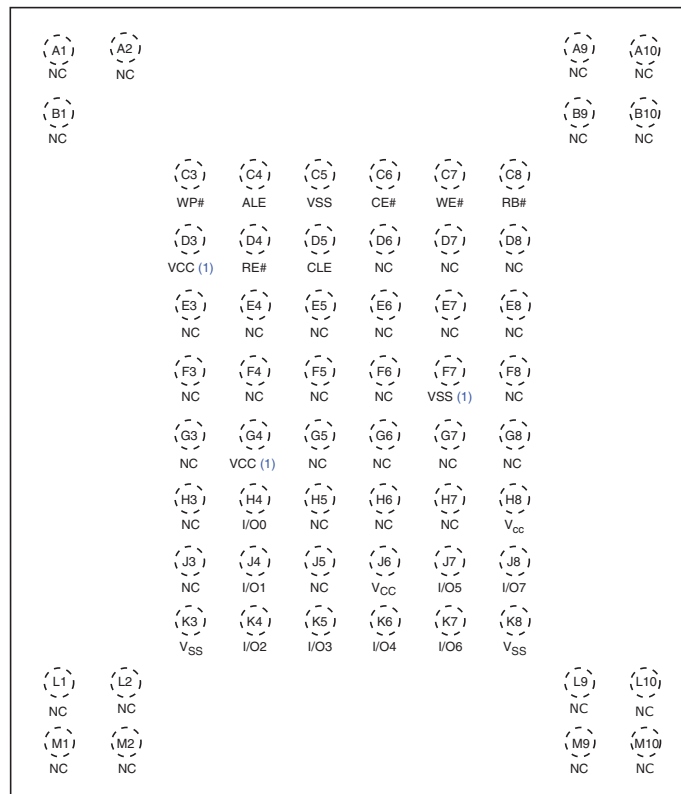 A1 A2 A9 A10
NC NC NC NC
B1 B9 B10
NC NC NC
C3 C4 C5 C6 C7 C8
WP# ALE VSS CE# WE# RB#
D3 D4 D5 D6 D7 D8
VCC (1) RE# CLE NC NC NC
E3 E4 E5 E6 E7 E8
NC NC NC NC NC NC
F3 F4 F5 F6 F7 F8
NC NC NC NC VSS (1) NC
G3 G4 G5 G6 G7 G8
NC VCC (1) NC NC NC NC
H3 H4 H5 H6 H7 H8
NC I/O0 NC NC NC Vcc
J3 J4 J5 J6 J7 J8
NC I/O1 NC VCC I/O5 I/O7
K3 K4 K5 K6 K7 K8
VSS I/O2 I/O3 I/O4 I/O6 VSS
L1 L2 L9 L10
NC NC NC NC
M1 M2 M9 M10
NC NC NC NC